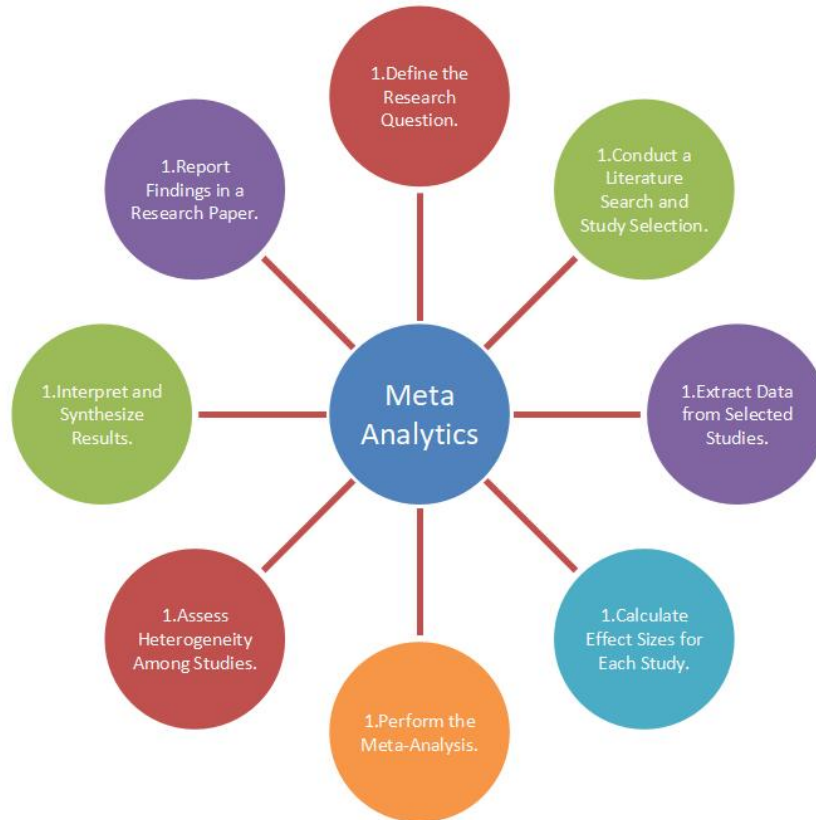 1.Define the
Research
Question.
1.Conduct a
Literature
Search and
Study Selection.
1.Extract Data
from Selected
Studies.
1.Calculate
Effect Sizes for
Each Study.
1.Perform the
Meta-Analysis.
1.Assess
Heterogeneity
Among Studies.
1.Interpret and
Synthesize
Results.
1.Report
Findings in a
Research Paper.
Meta
Analytics